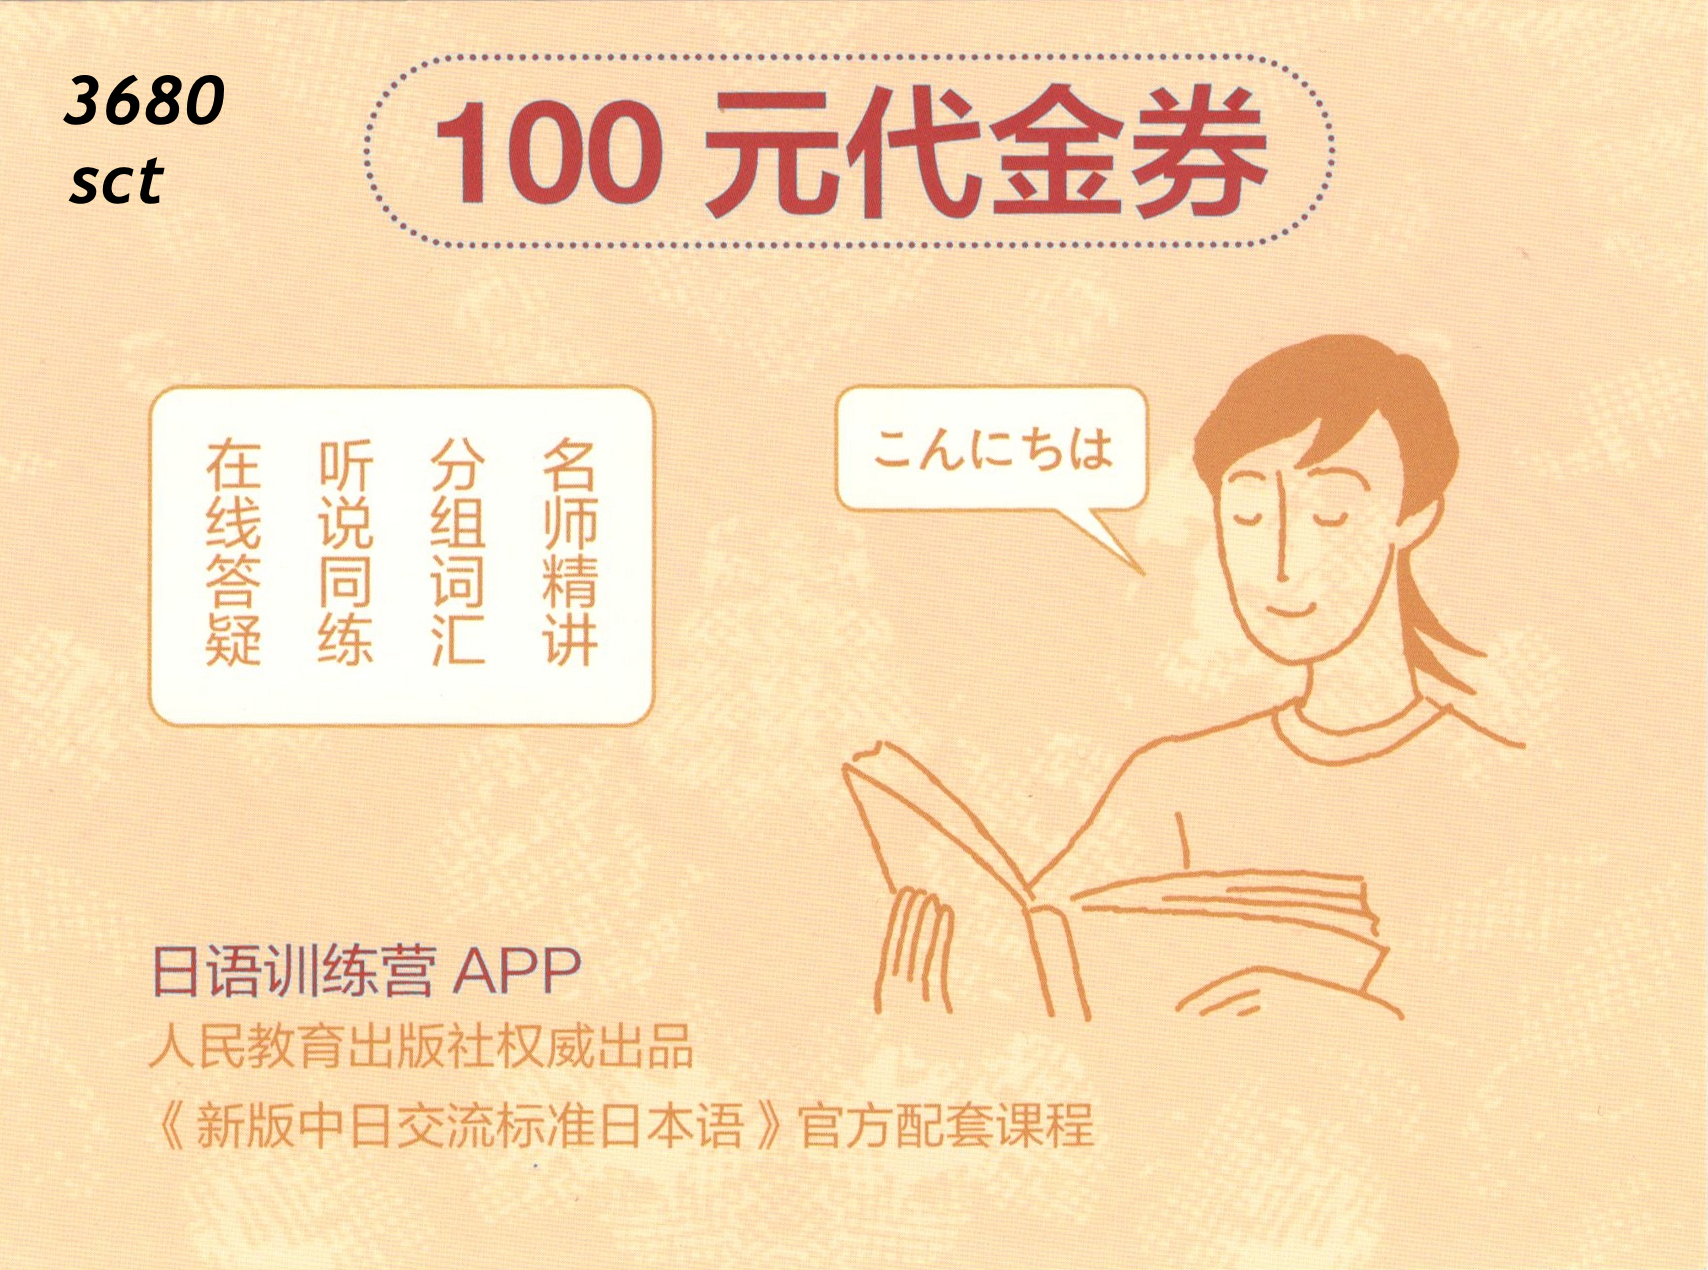 3680
sct
100 元代金券
名师精讲
分组词汇
听说同练
在线答疑
こんにちは
日语训练营 APP
人民教育出版社权威出品
《新版中日交流标准日本语》官方配套课程